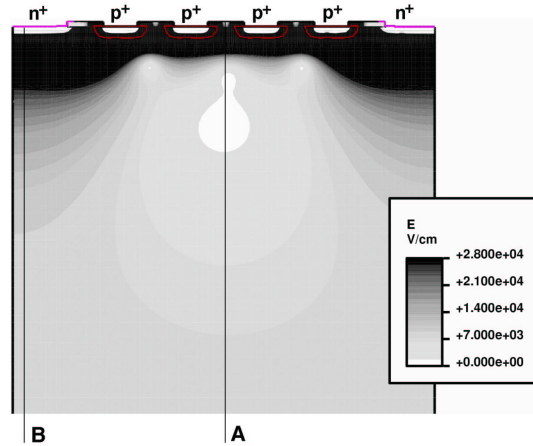 n+ p+ p+ p+ p+ n+
E
V/cm
+2.800e+04
+2.100e+04
+1.400e+04
+7.000e+03
+0.000e+00
B A